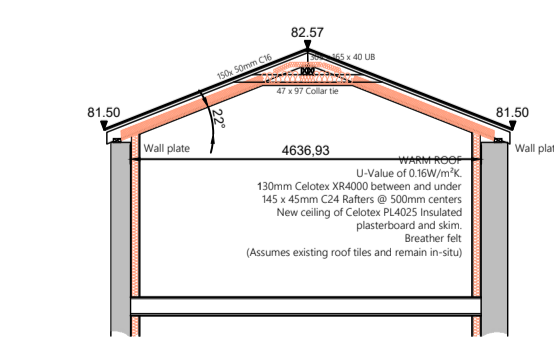 82.57
150x 50mm C16
165 x 40 UB
47 x 97 Collar tie
81.50
81.50
22°
Wall plate
Wall plat
4636,93
WARM ROOF
U-Value of 0.16W/m²K.
130mm Celotex XR4000 between and under
145 x 45mm C24 Rafters @ 500mm centers
New ceiling of Celotex PL4025 Insulated
plasterboard and skim.
Breather felt
(Assumes existing roof tiles and remain in-situ)